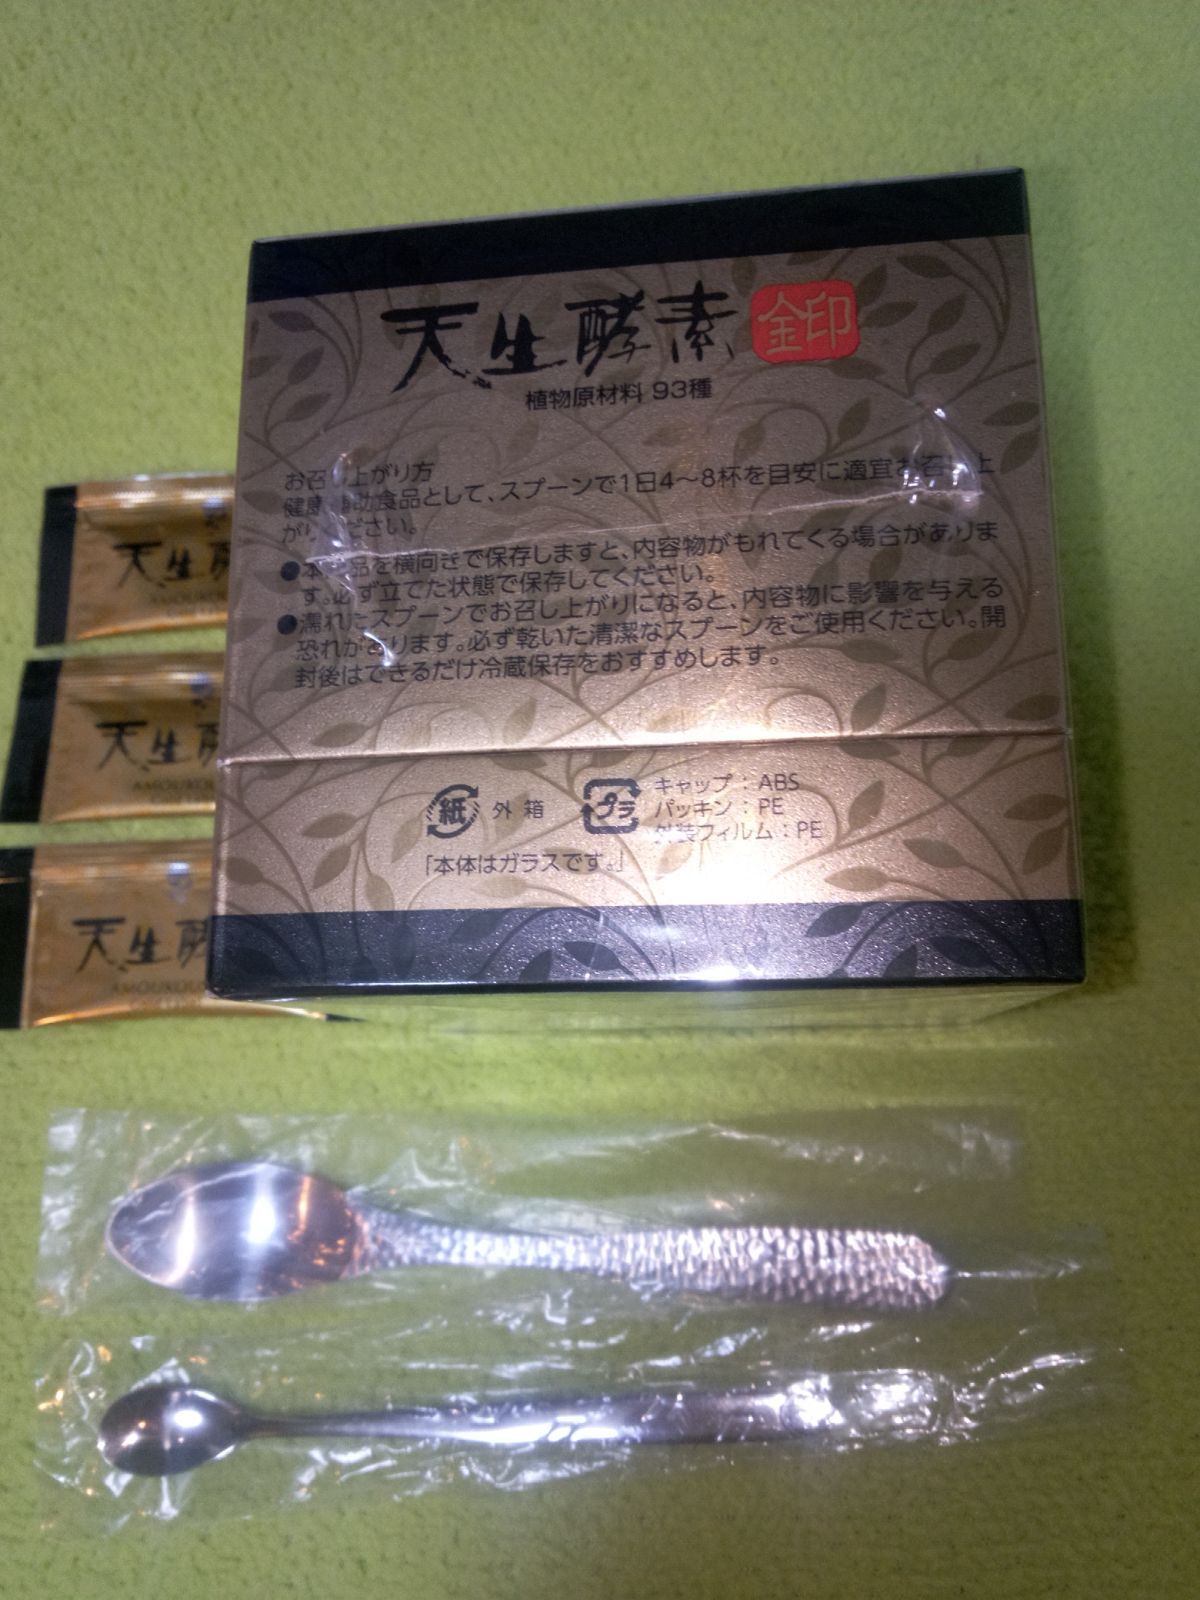 天生酵素 金印
植物原材料 93種
お召し上がり方
健康補助食品として、スプーンで1日4～8杯を目安に適宜お召し上
がりください。
●本製品を横向きで保存しますと、内容物がもれてくる場合がありま
す。必ず立てた状態で保存してください。
●濡れたスプーンでお召し上がりになると、内容物に影響を与える
恐れがあります。必ず乾いた清潔なスプーンをご使用ください。開
封後はできるだけ冷蔵保存をおすすめします。
紙 外箱
プラ キャップ：ABS
パッキン：PE
外装フィルム：PE
「本体はガラスです。」
天生酵
天生酵
天生酵